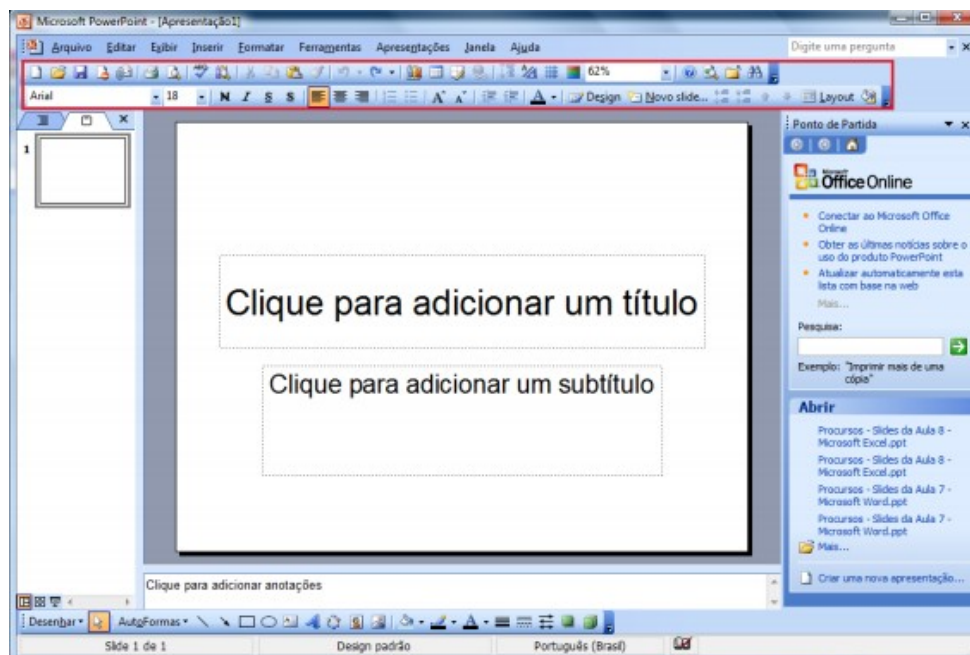 Microsoft PowerPoint - [Apresentação1]
Arquivo Editar Exibir Inserir Formatar Ferramentas Apresentações Janela Ajuda Digite uma pergunta
62%
Arial 18 N I S S A A A Design Novo slide... Layout
1
Ponto de Partida
Microsoft
Office Online
Conectar ao Microsoft Office
Online
Obter as últimas notícias sobre o
uso do produto PowerPoint
Atualizar automaticamente esta
lista com base na web
Mais...
Pesquisa:
Exemplo: "Imprimir mais de uma
cópia"
Abrir
Procursos - Slides da Aula 8 -
Microsoft Excel.ppt
Procursos - Slides da Aula 8 -
Microsoft Excel.ppt
Procursos - Slides da Aula 7 -
Microsoft Word.ppt
Procursos - Slides da Aula 7 -
Microsoft Word.ppt
Mais...
Criar uma nova apresentação...
Clique para adicionar um título
Clique para adicionar um subtítulo
Clique para adicionar anotações
Desenhar AutoFormas A
Slide 1 de 1 Design padrão Português (Brasil)